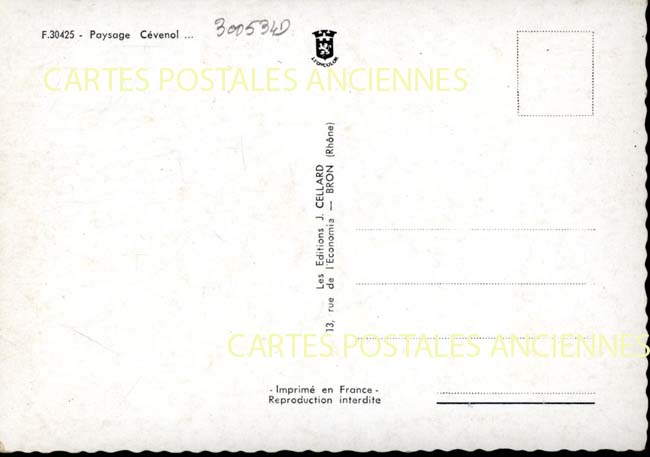 F.30425 - Paysage Cévenol ...
300534D
LYONCOLOR
CARTES POSTALES ANCIENNES
Les Editions J. CELLARD
13, rue de l'Economie — BRON (Rhône)
CARTES POSTALES ANCIENNES
- Imprimé en France -
Reproduction interdite